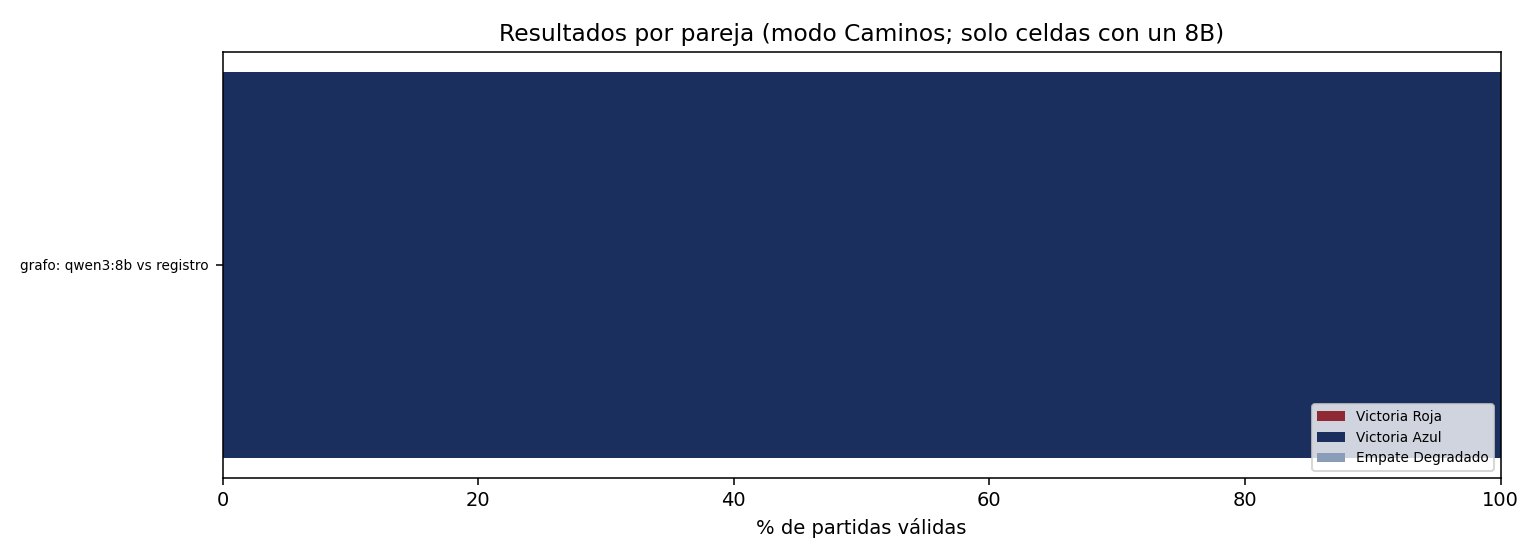 Resultados por pareja (modo Caminos; solo celdas con un 8B)
grafo: qwen3:8b vs registro
Victoria Roja
Victoria Azul
Empate Degradado
0 20 40 60 80 100
% de partidas válidas